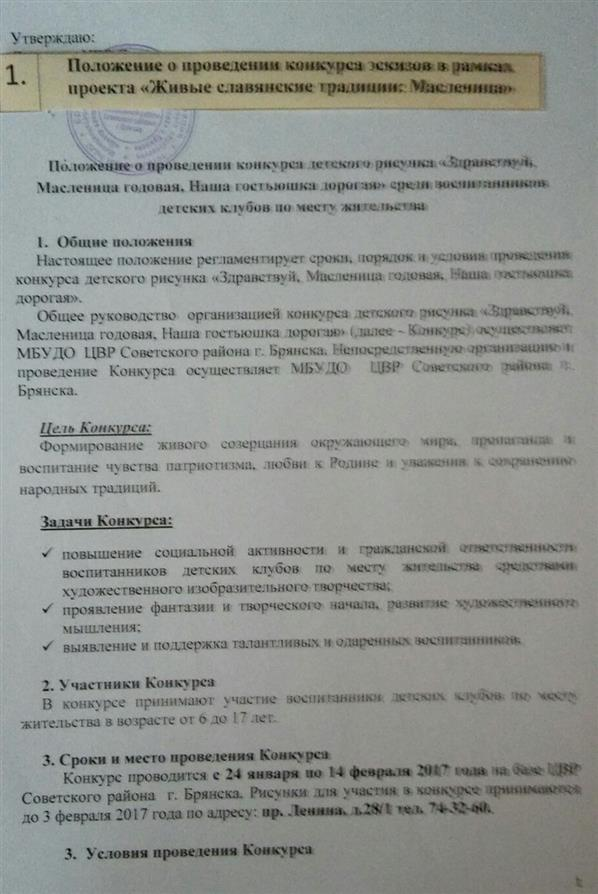 Утверждаю:
1.
Положение о проведении конкурса эскизов в рамках
проекта «Живые славянские традиции: Масленица»
Положение о проведении конкурса детского рисунка «Здравствуй,
Масленица годовая, Наша гостьюшка дорогая» среди воспитанников
детских клубов по месту жительства
1. Общие положения
Настоящее положение регламентирует сроки, порядок и условия проведения
конкурса детского рисунка «Здравствуй, Масленица годовая, Наша гостьюшка
дорогая».
Общее руководство организацией конкурса детского рисунка «Здравствуй,
Масленица годовая, Наша гостьюшка дорогая» (далее - Конкурс) осуществляет
МБУДО ЦВР Советского района г. Брянска. Непосредственную организацию и
проведение Конкурса осуществляет МБУДО ЦВР Советского района г.
Брянска.
Цель Конкурса:
Формирование живого созерцания окружающего мира, пропаганда и
воспитание чувства патриотизма, любви к Родине и уважения к сохранению
народных традиций.
Задачи Конкурса:
✓ повышение социальной активности и гражданской ответственности
воспитанников детских клубов по месту жительства средствами
художественного изобразительного творчества;
✓ проявление фантазии и творческого начала, развитие художественного
мышления;
✓ выявление и поддержка талантливых и одаренных воспитанников.
2. Участники Конкурса
В конкурсе принимают участие воспитанники детских клубов по месту
жительства в возрасте от 6 до 17 лет.
3. Сроки и место проведения Конкурса
Конкурс проводится с 24 января по 14 февраля 2017 года на базе ЦВР
Советского района г. Брянска. Рисунки для участия в конкурсе принимаются
до 3 февраля 2017 года по адресу: пр. Ленина, д.28/1 тел. 74-32-60.
3. Условия проведения Конкурса